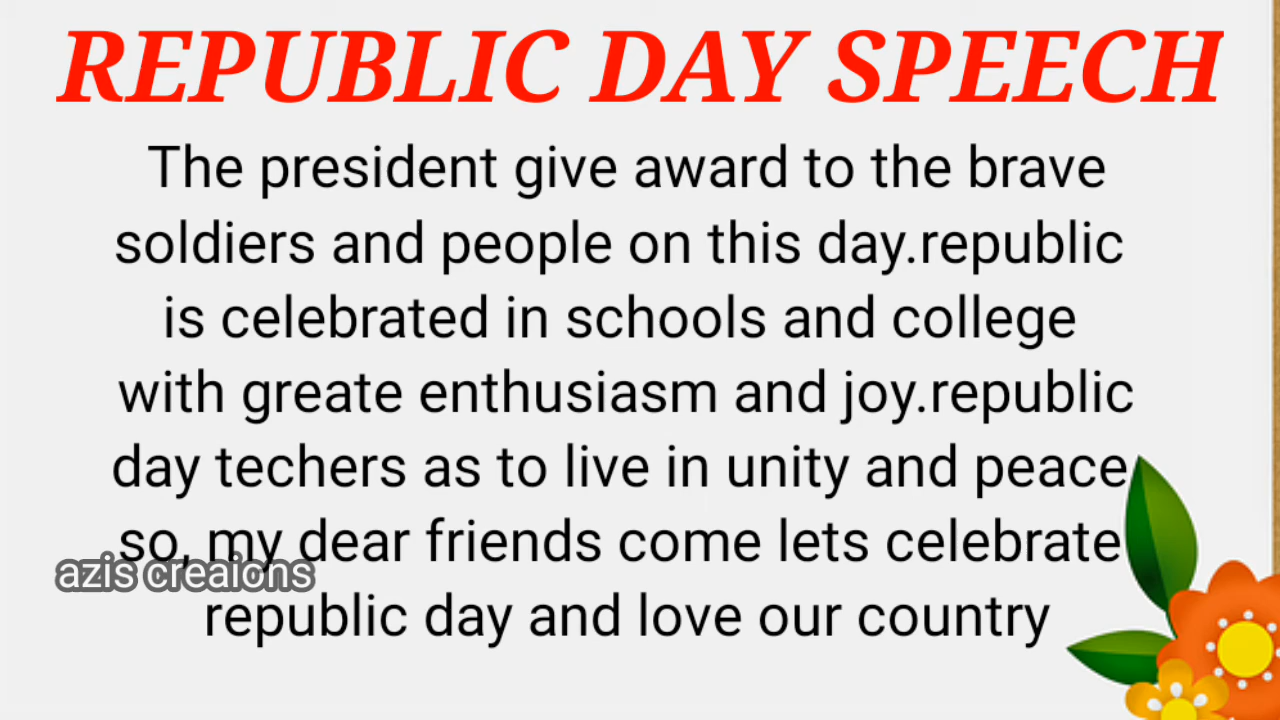 REPUBLIC DAY SPEECH
The president give award to the brave
soldiers and people on this day.republic
is celebrated in schools and college
with greate enthusiasm and joy.republic
day techers as to live in unity and peace
so, my dear friends come lets celebrate
azis creaions
republic day and love our country